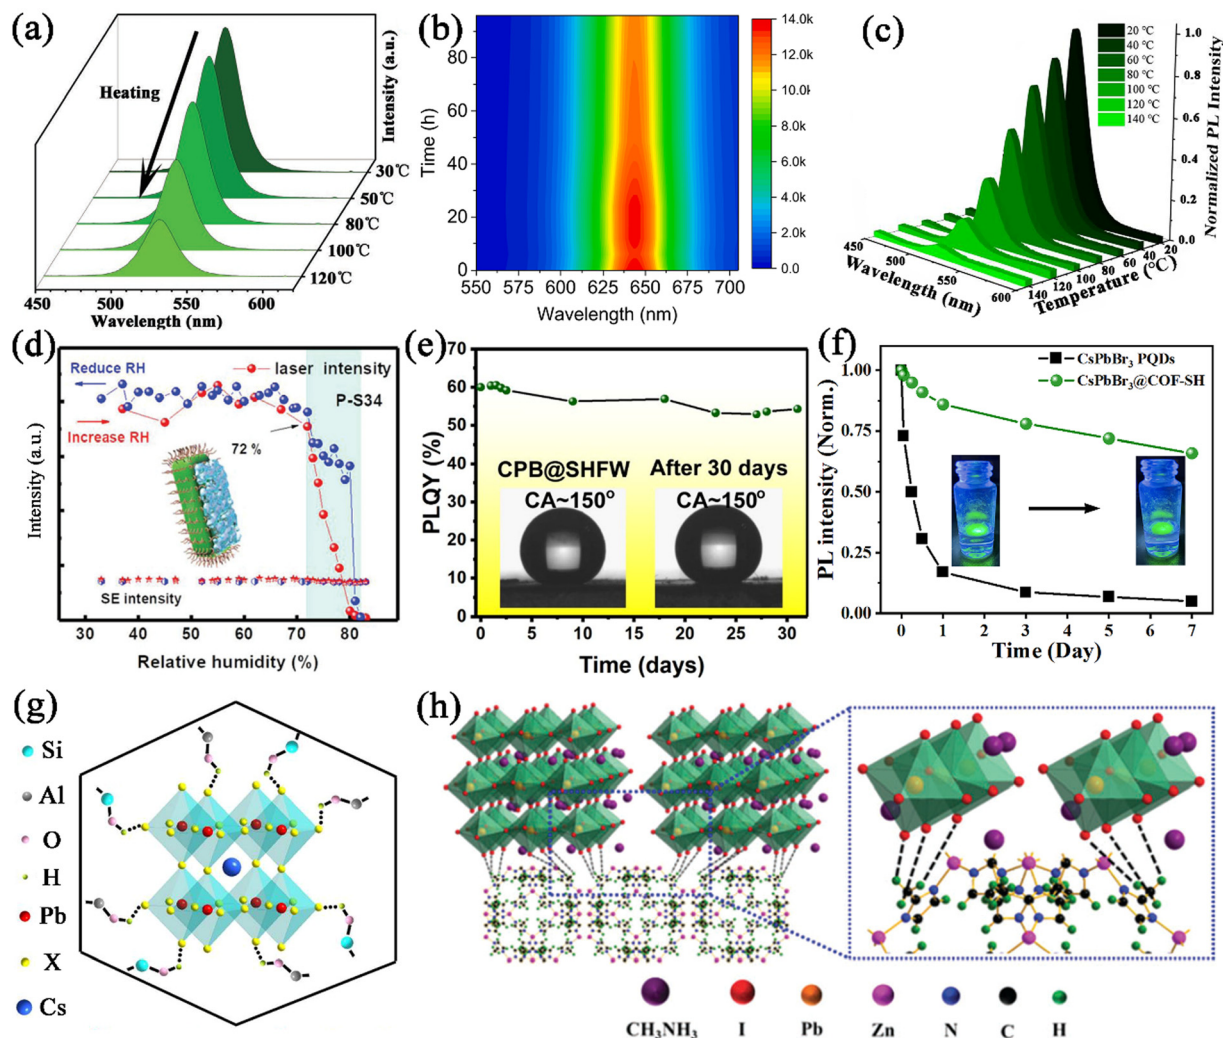 (a)
Heating
Intensity (a.u.)
30℃
50℃
80℃
100℃
120℃
450
500
550
600
Wavelength (nm)
(b)
Time (h)
80
60
40
20
0
550
575
600
625
650
675
700
Wavelength (nm)
14.0k
12.0k
10.0k
8.0k
6.0k
4.0k
2.0k
0.0
(c)
20 ℃
40 ℃
60 ℃
80 ℃
100 ℃
120 ℃
140 ℃
1.0
0.8
0.6
0.4
0.2
0.0
Normalized PL Intensity
450
500
550
600
Wavelength (nm)
20
40
60
80
100
120
140
Temperature (℃)
(d)
Reduce RH
Increase RH
laser intensity
P-S34
72 %
SE intensity
Intensity (a.u.)
30
40
50
60
70
80
90
Relative humidity (%)
(e)
PLQY (%)
70
60
50
40
30
20
10
0
CPB@SHFW
CA~150°
After 30 days
CA~150°
0
5
10
15
20
25
30
Time (days)
(f)
PL intensity (Norm.)
1.00
0.75
0.50
0.25
0.00
CsPbBr₃ PQDs
CsPbBr₃@COF-SH
0
1
2
3
4
5
6
7
Time (Day)
(g)
Si
Al
O
H
Pb
X
Cs
(h)
CH₃NH₃
I
Pb
Zn
N
C
H